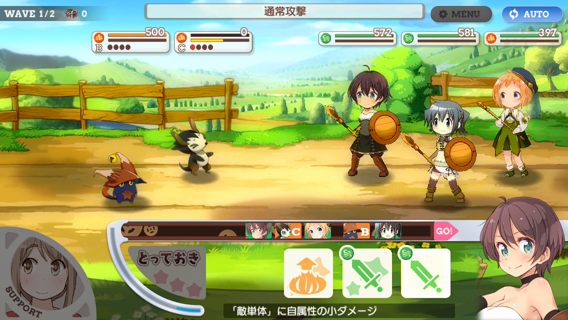 WAVE 1/2 0
通常攻撃
MENU
AUTO
500
B
0
C
572
581
397
C
B
GO!
とっておき
SUPPORT
「敵単体」に自属性の小ダメージ